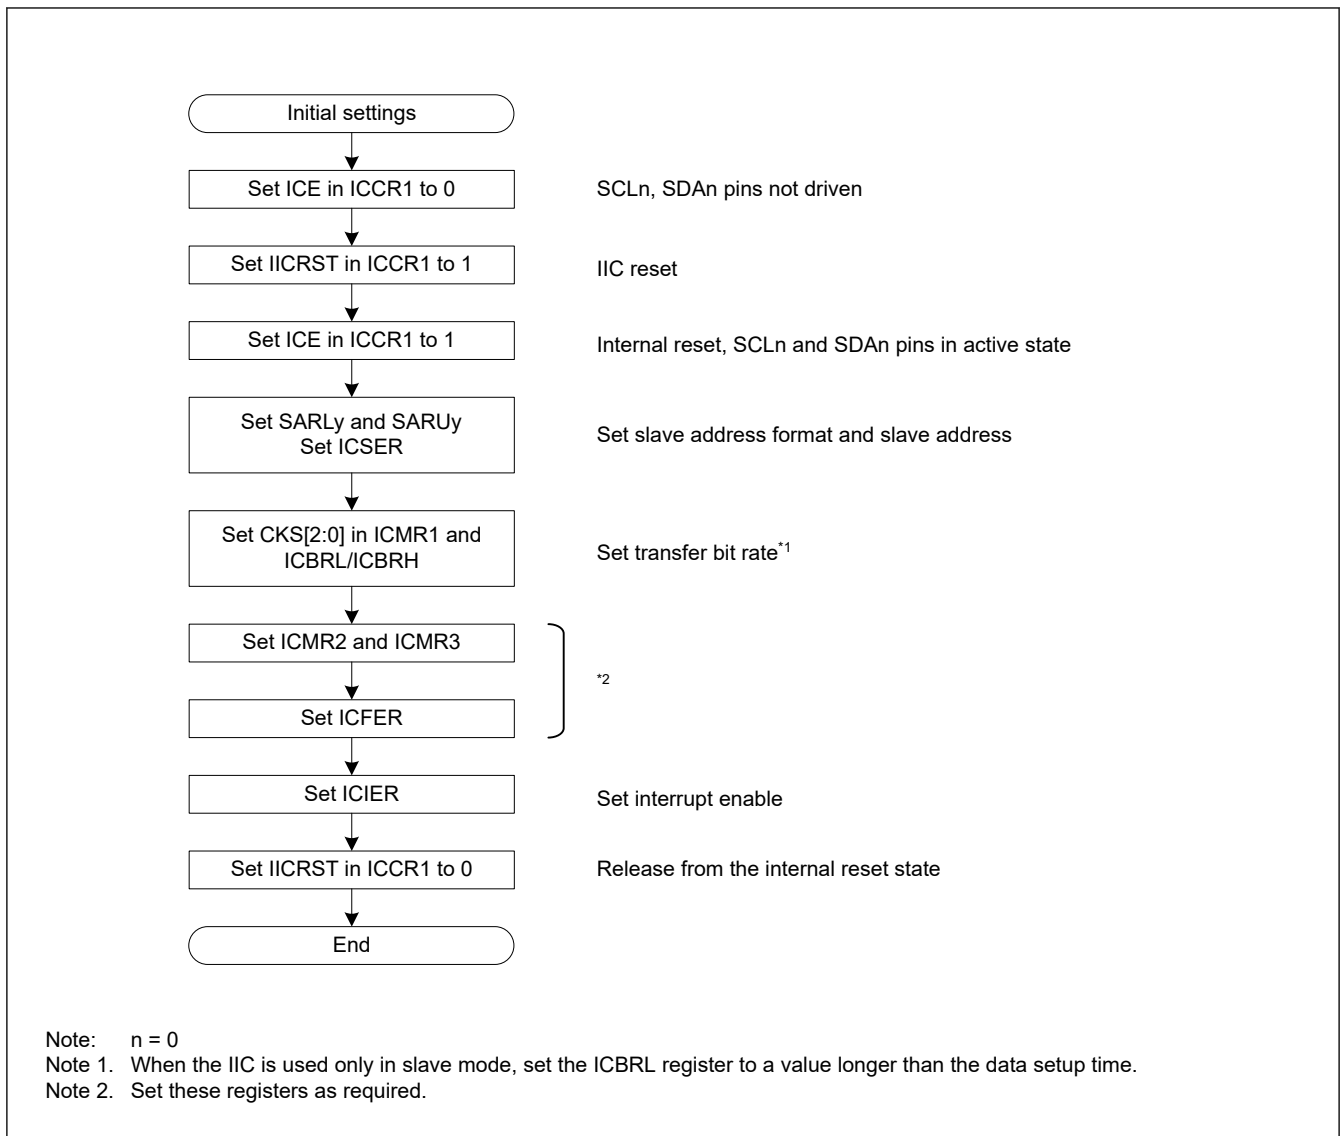 Initial settings
Set ICE in ICCR1 to 0
SCLn, SDAn pins not driven
Set IICRST in ICCR1 to 1
IIC reset
Set ICE in ICCR1 to 1
Internal reset, SCLn and SDAn pins in active state
Set SARLy and SARUy
Set ICSER
Set slave address format and slave address
Set CKS[2:0] in ICMR1 and
ICBRL/ICBRH
Set transfer bit rate*1
Set ICMR2 and ICMR3
*2
Set ICFER
Set ICIER
Set interrupt enable
Set IICRST in ICCR1 to 0
Release from the internal reset state
End
Note: n = 0
Note 1. When the IIC is used only in slave mode, set the ICBRL register to a value longer than the data setup time.
Note 2. Set these registers as required.